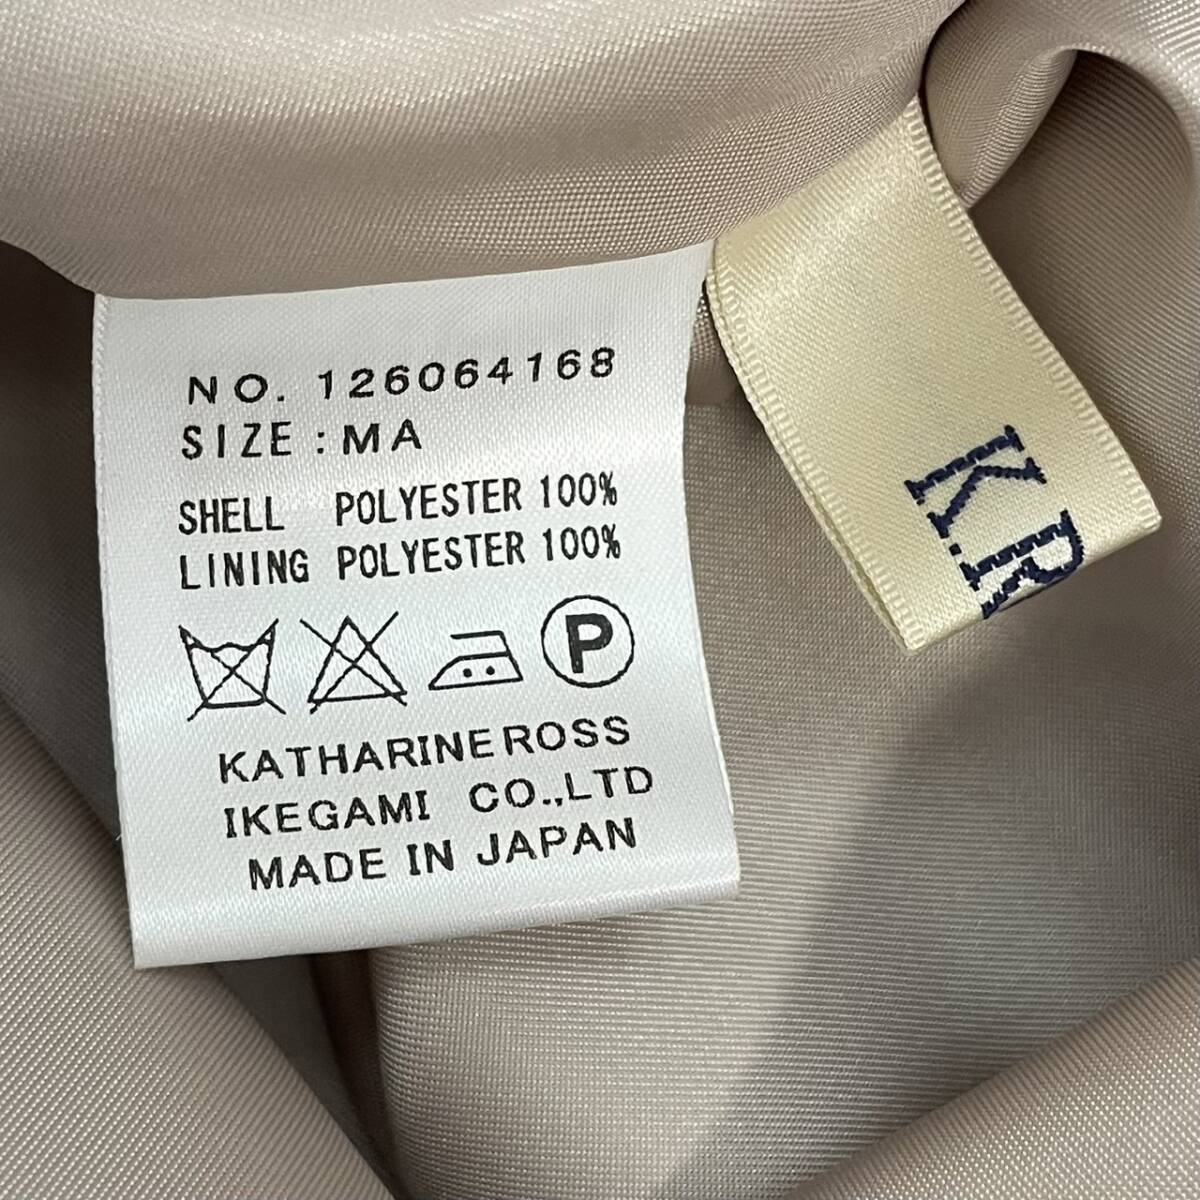 NO. 126064168
SIZE : MA
SHELL POLYESTER 100%
LINING POLYESTER 100%
P
KATHARINEROSS
IKEGAMI CO.,LTD
MADE IN JAPAN
K.R